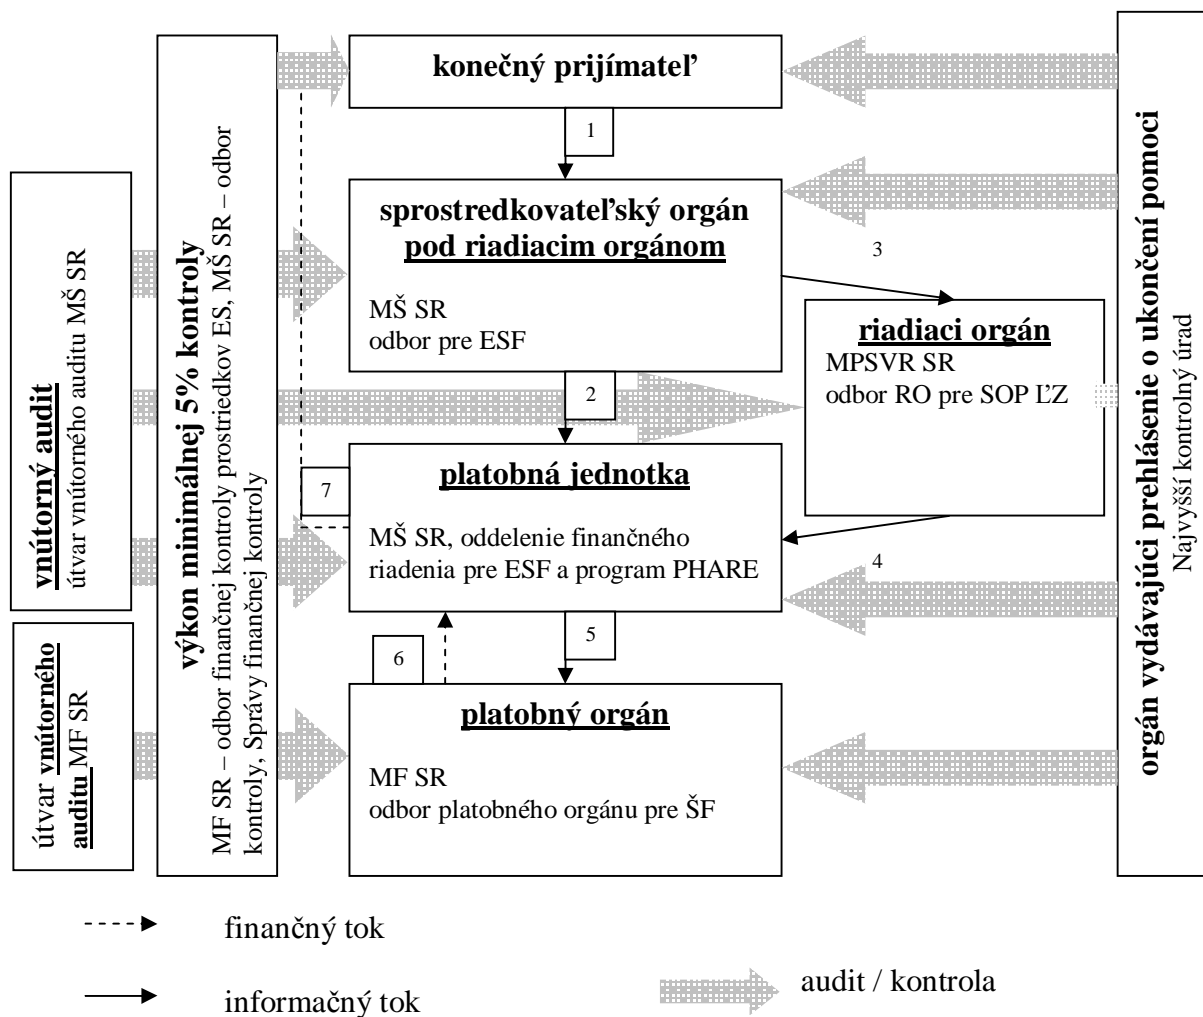 konečný prijímateľ
1
sprostredkovateľský orgán
pod riadiacim orgánom
MŠ SR
odbor pre ESF
3
riadiaci orgán
MPSVR SR
odbor RO pre SOP ĽZ
2
platobná jednotka
MŠ SR, oddelenie finančného
riadenia pre ESF a program PHARE
7
4
5
6
platobný orgán
MF SR
odbor platobného orgánu pre ŠF
vnútorný audit
útvar vnútorného auditu MŠ SR
útvar vnútorného
auditu MF SR
výkon minimálnej 5% kontroly
MF SR – odbor finančnej kontroly prostriedkov ES, MŠ SR – odbor
kontroly, Správy finančnej kontroly
orgán vydávajúci prehlásenie o ukončení pomoci
Najvyšší kontrolný úrad
finančný tok
informačný tok
audit / kontrola